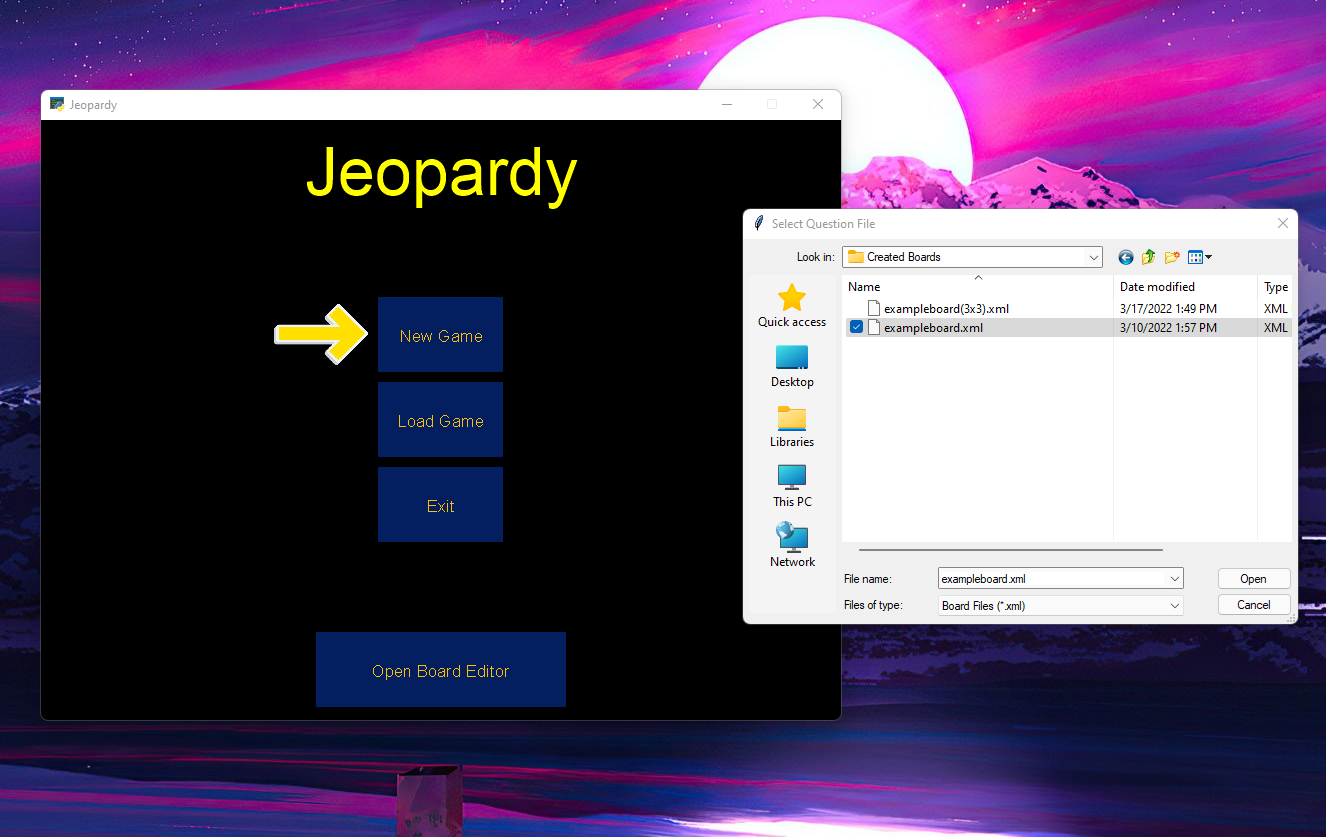 Jeopardy
Jeopardy
New Game
Load Game
Exit
Open Board Editor
Select Question File
Look in: Created Boards
Quick access
Desktop
Libraries
This PC
Network
Name Date modified Type
exampleboard(3x3).xml 3/17/2022 1:49 PM XML
exampleboard.xml 3/10/2022 1:57 PM XML
File name: exampleboard.xml Open
Files of type: Board Files (*.xml) Cancel